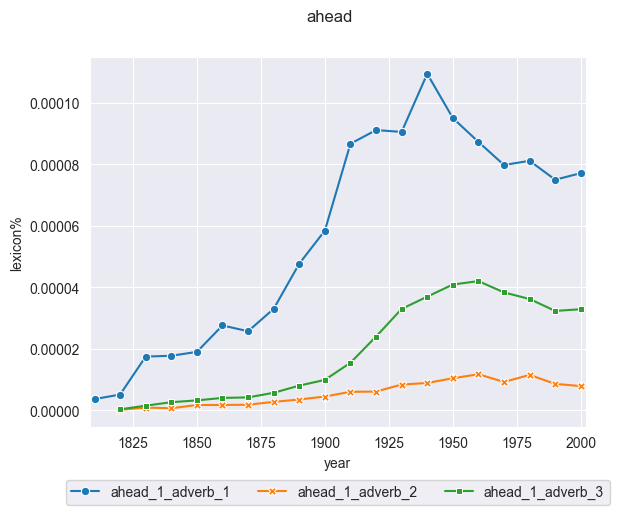 ahead
0.00010
0.00008
0.00006
0.00004
0.00002
0.00000
lexicon%
1825 1850 1875 1900 1925 1950 1975 2000
year
ahead_1_adverb_1 ahead_1_adverb_2 ahead_1_adverb_3